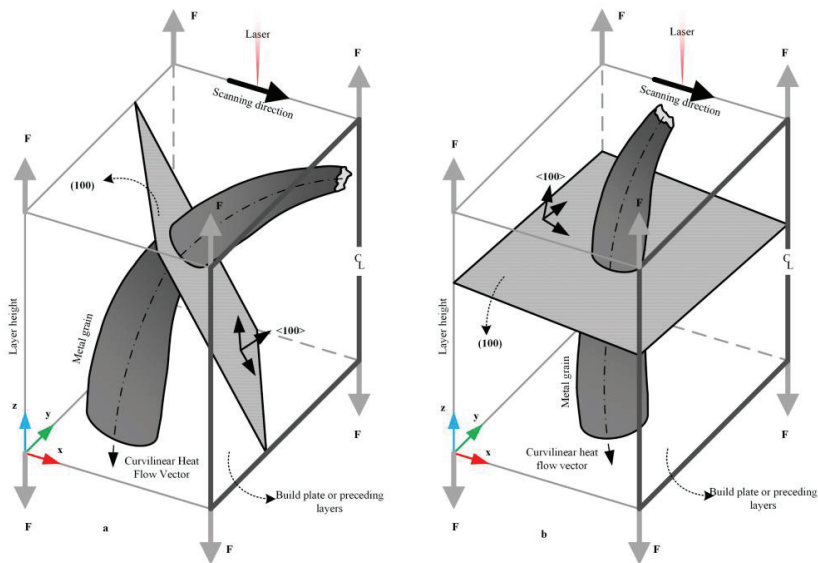 F
Laser
F
Scanning direction
F
(100)
F
C
L
<100>
Layer height
Metal grain
z
y
x
Curvilinear Heat
Flow Vector
F
Build plate or preceding
layers
F
a
F
F
Laser
F
Scanning direction
F
<100>
F
C
L
(100)
Layer height
Metal grain
z
y
x
Curvilinear heat
flow vector
F
Build plate or preceding
layers
F
b
F